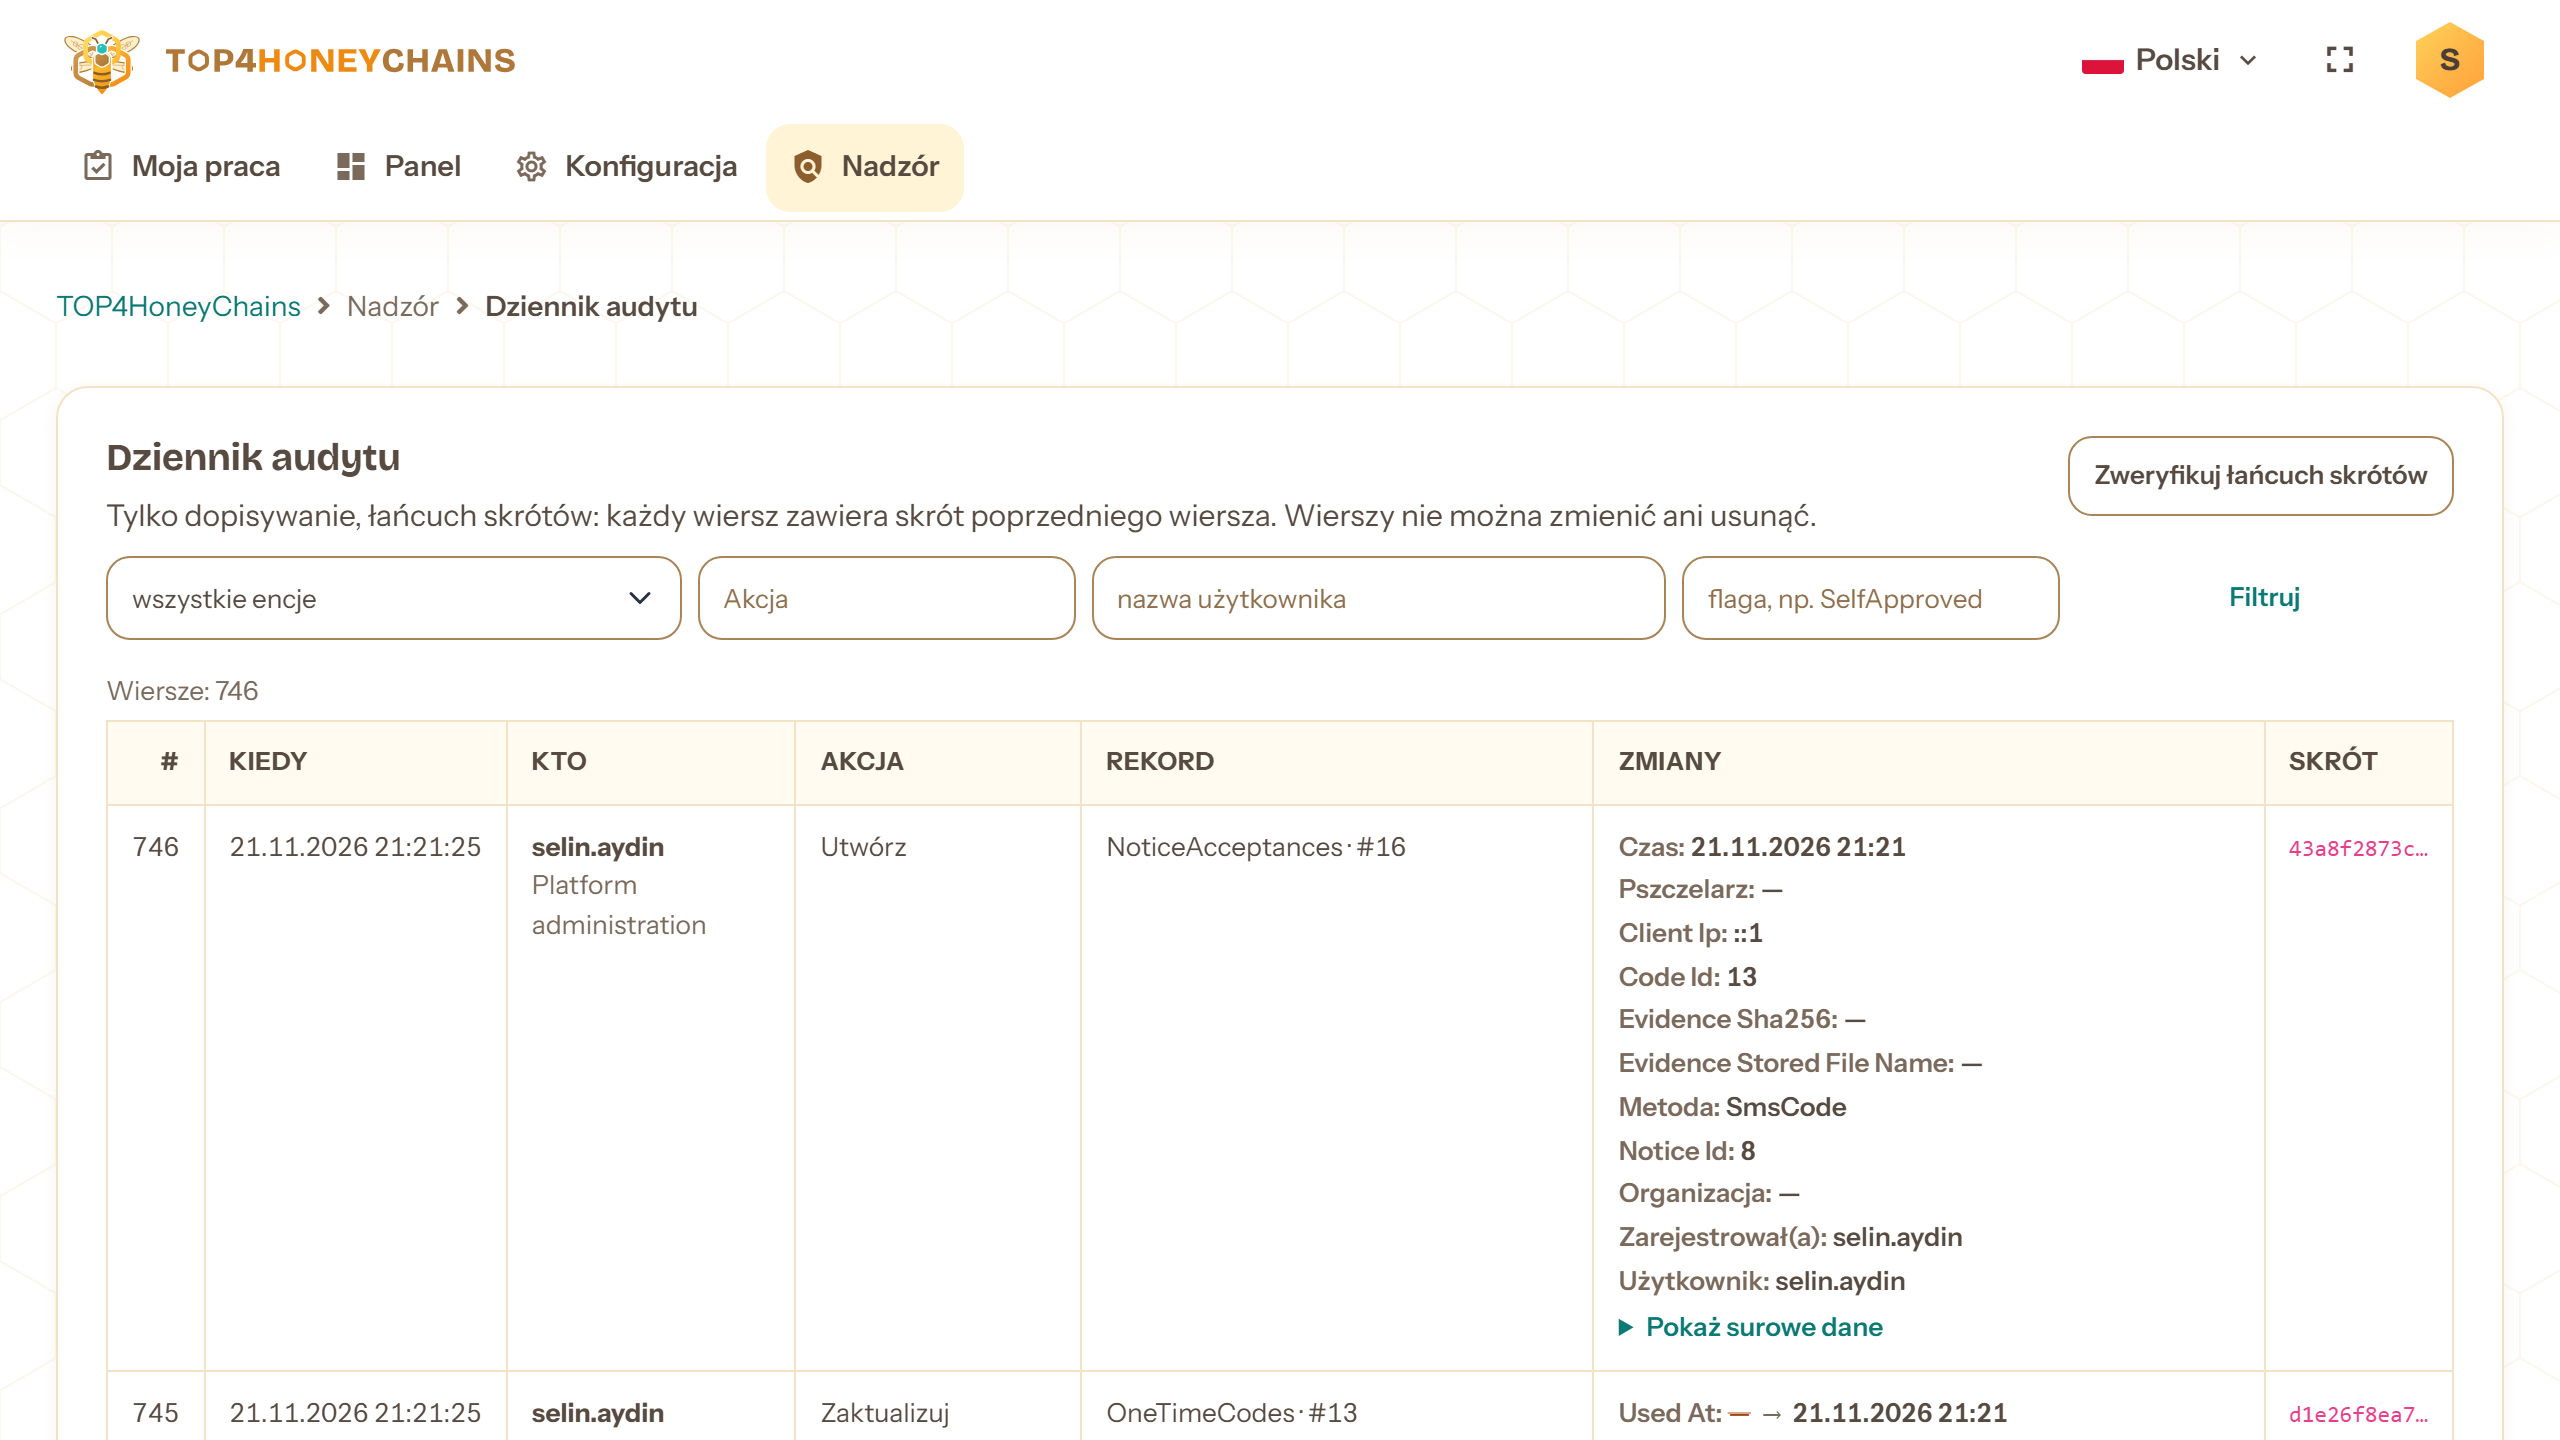 TOP4HONEYCHAINS
Polski
S
Moja praca
Panel
Konfiguracja
Nadzór
TOP4HoneyChains > Nadzór > Dziennik audytu
Dziennik audytu
Zweryfikuj łańcuch skrótów
Tylko dopisywanie, łańcuch skrótów: każdy wiersz zawiera skrót poprzedniego wiersza. Wierszy nie można zmienić ani usunąć.
wszystkie encje
Akcja
nazwa użytkownika
flaga, np. SelfApproved
Filtruj
Wiersze: 746
# KIEDY KTO AKCJA REKORD ZMIANY SKRÓT
746 21.11.2026 21:21:25 selin.aydin Utwórz NoticeAcceptances · #16 Czas: 21.11.2026 21:21 43a8f2873c…
Platform
administration
Pszczelarz: —
Client Ip: ::1
Code Id: 13
Evidence Sha256: —
Evidence Stored File Name: —
Metoda: SmsCode
Notice Id: 8
Organizacja: —
Zarejestrował(a): selin.aydin
Użytkownik: selin.aydin
Pokaż surowe dane
745 21.11.2026 21:21:25 selin.aydin Zaktualizuj OneTimeCodes · #13 Used At: — → 21.11.2026 21:21 d1e26f8ea7…